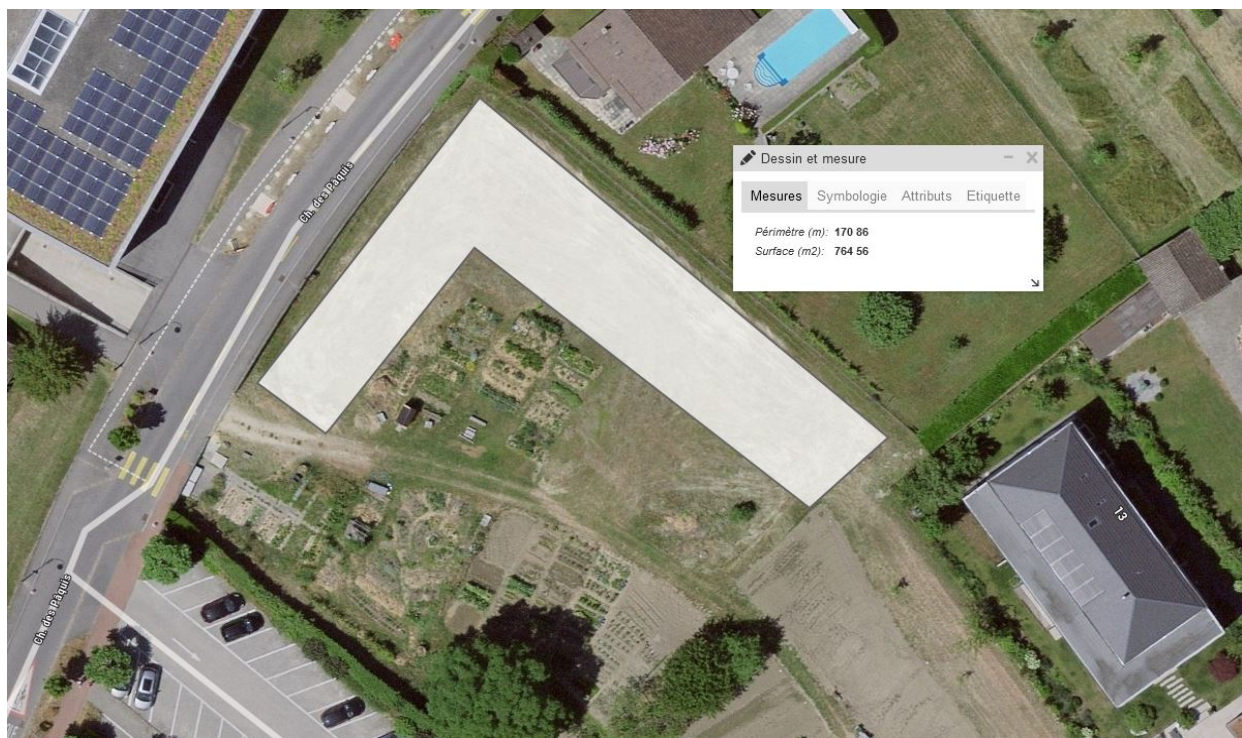 Ch. des Pâquis
Dessin et mesure
Mesures Symbologie Attributs Etiquette
Périmètre (m): 170 86
Surface (m2): 764 56
13
Ch. des Pâquis